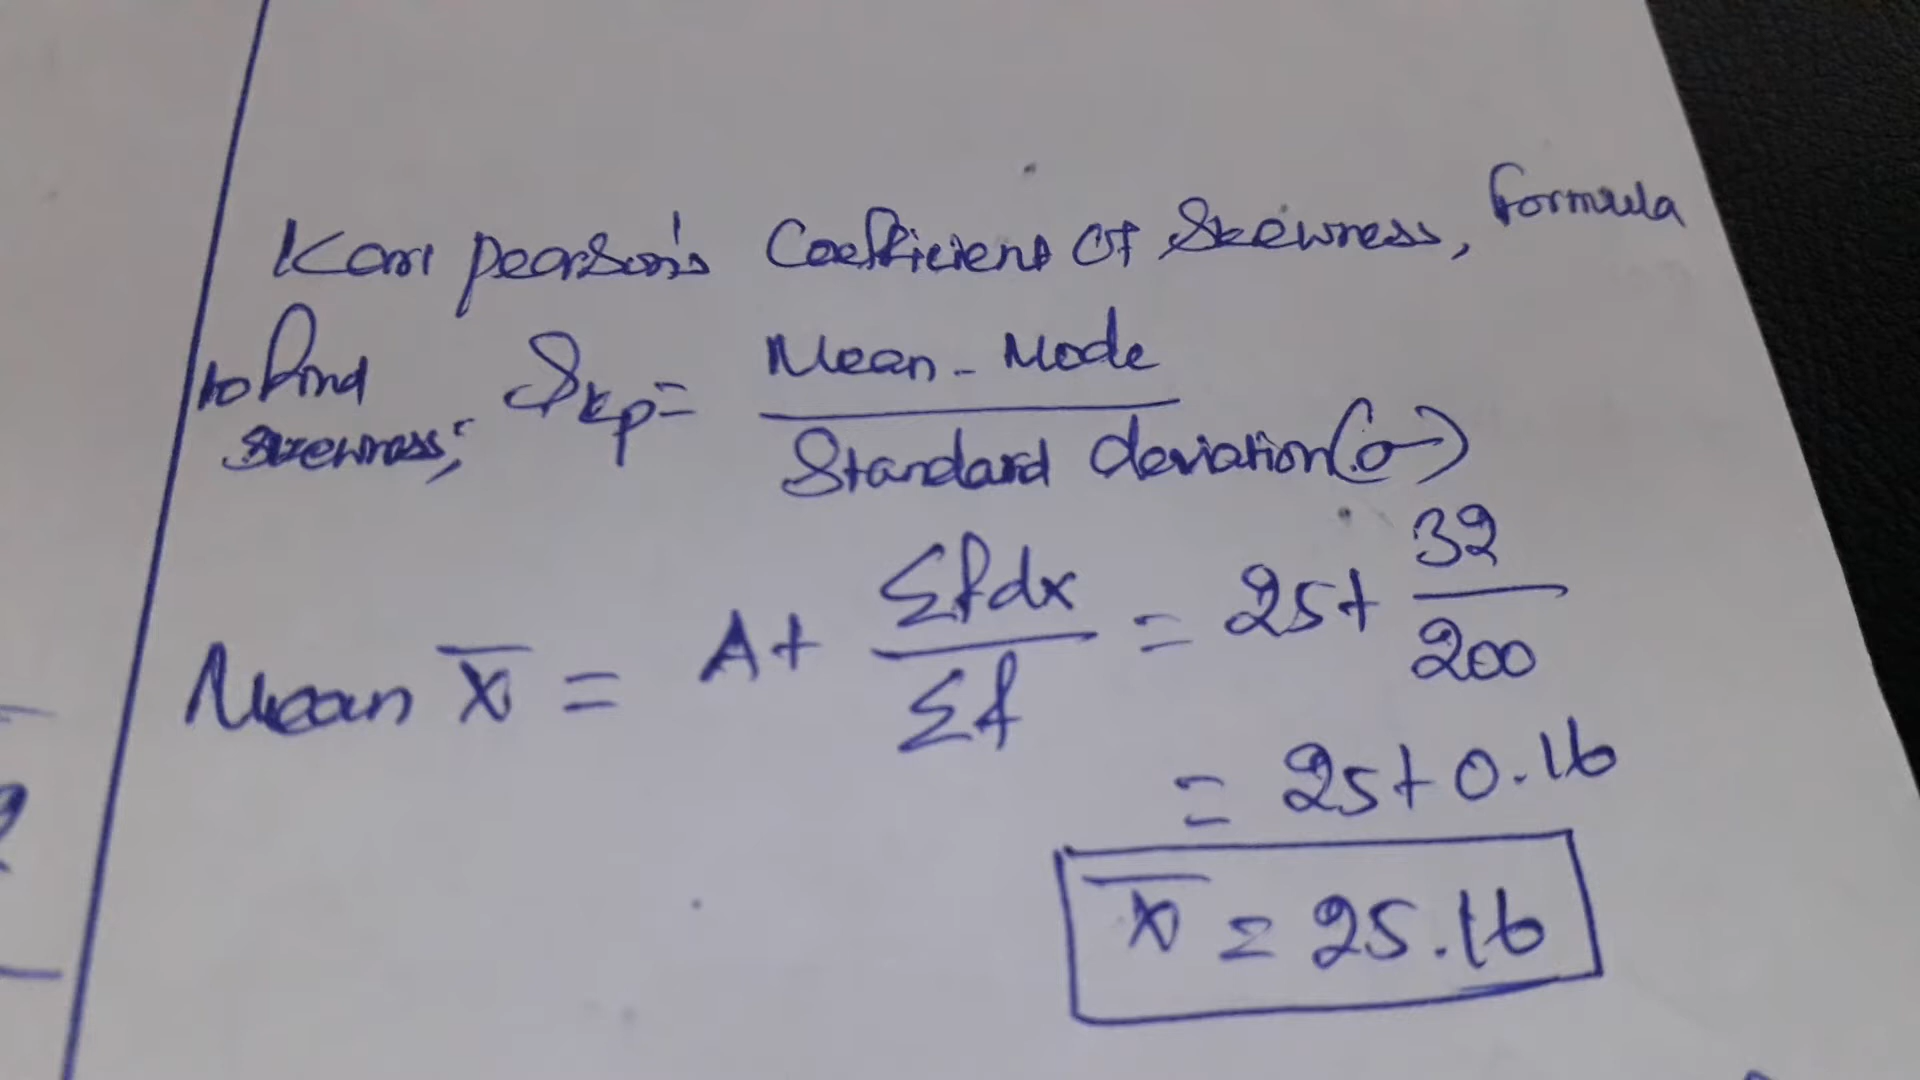 Karl pearson's Coefficient Of Skewness, formula
to find skewness; Skp = Mean - Mode / Standard deviation (σ)
Mean x̄ = A + Σfdx / Σf = 25 + 32 / 200
= 25 + 0.16
x̄ = 25.16